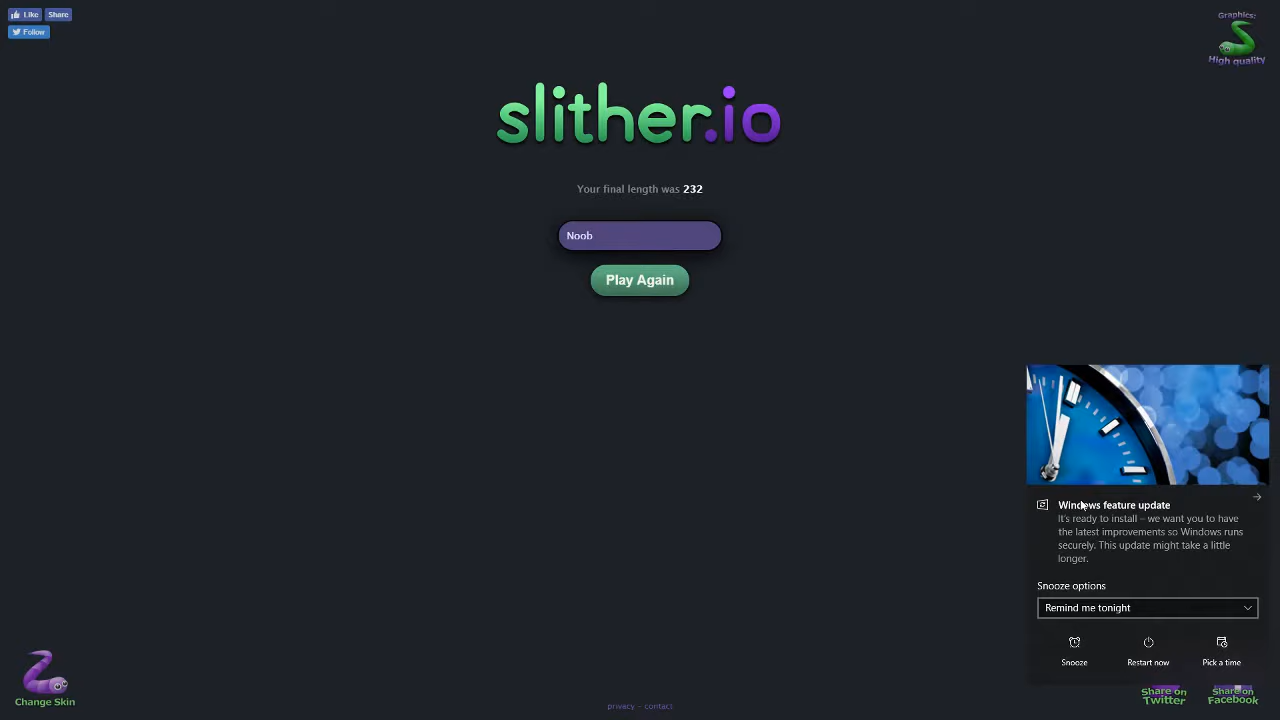 Like Share
Follow
Graphics:
High quality
slither.io
Your final length was 232
Noob
Play Again
Windows feature update
It's ready to install – we want you to have
the latest improvements so Windows runs
securely. This update might take a little
longer.
Snooze options
Remind me tonight
Snooze Restart now Pick a time
Change Skin
privacy - contact
Share on
Twitter
Share on
Facebook